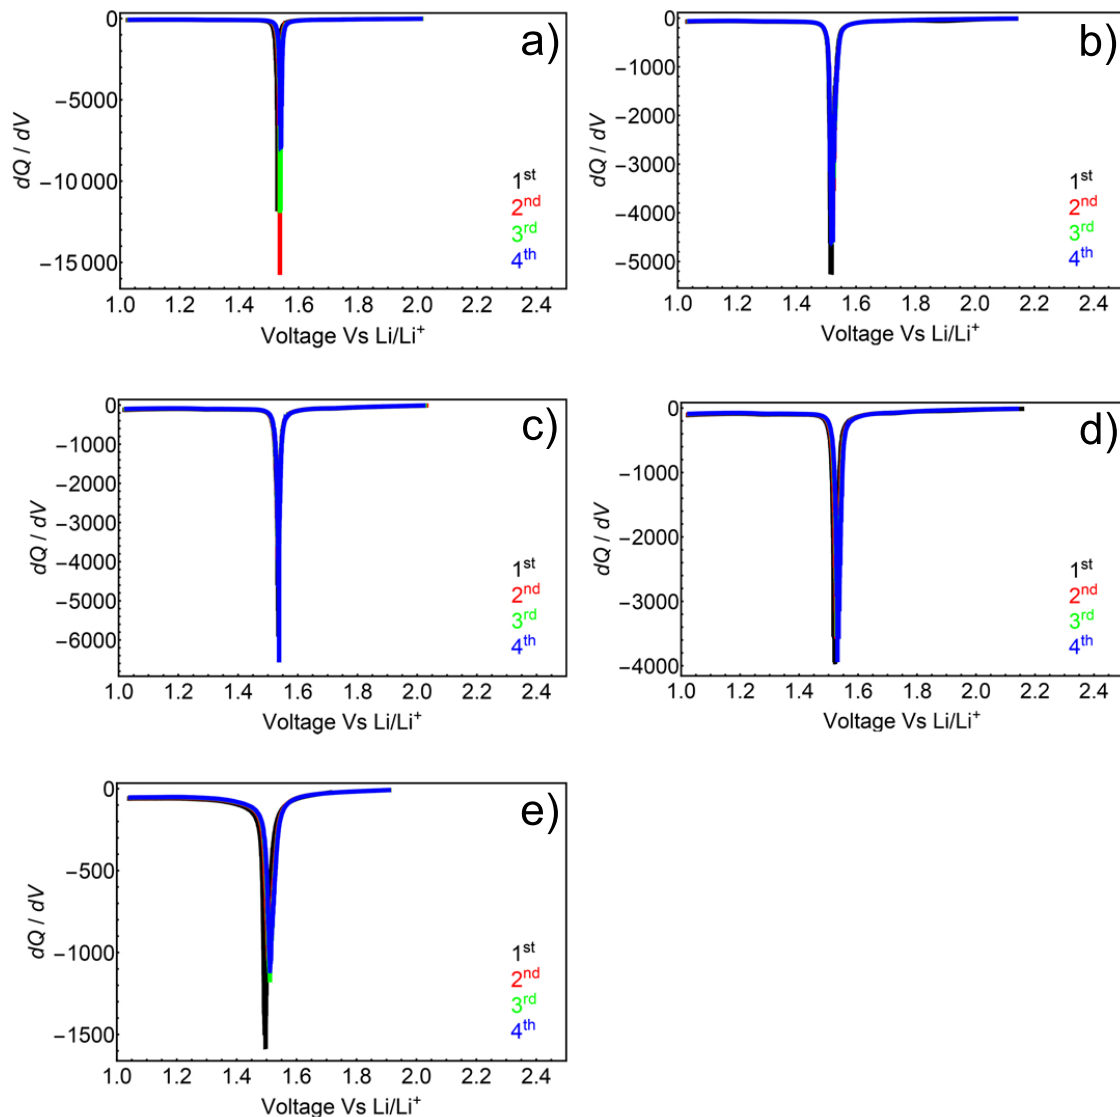 a)
0
−5000
−10 000
−15 000
dQ / dV
1st
2nd
3rd
4th
1.0 1.2 1.4 1.6 1.8 2.0 2.2 2.4
Voltage Vs Li/Li+
b)
0
−1000
−2000
−3000
−4000
−5000
dQ / dV
1st
2nd
3rd
4th
1.0 1.2 1.4 1.6 1.8 2.0 2.2 2.4
Voltage Vs Li/Li+
c)
0
−1000
−2000
−3000
−4000
−5000
−6000
dQ / dV
1st
2nd
3rd
4th
1.0 1.2 1.4 1.6 1.8 2.0 2.2 2.4
Voltage Vs Li/Li+
d)
0
−1000
−2000
−3000
−4000
dQ / dV
1st
2nd
3rd
4th
1.0 1.2 1.4 1.6 1.8 2.0 2.2 2.4
Voltage Vs Li/Li+
e)
0
−500
−1000
−1500
dQ / dV
1st
2nd
3rd
4th
1.0 1.2 1.4 1.6 1.8 2.0 2.2 2.4
Voltage Vs Li/Li+